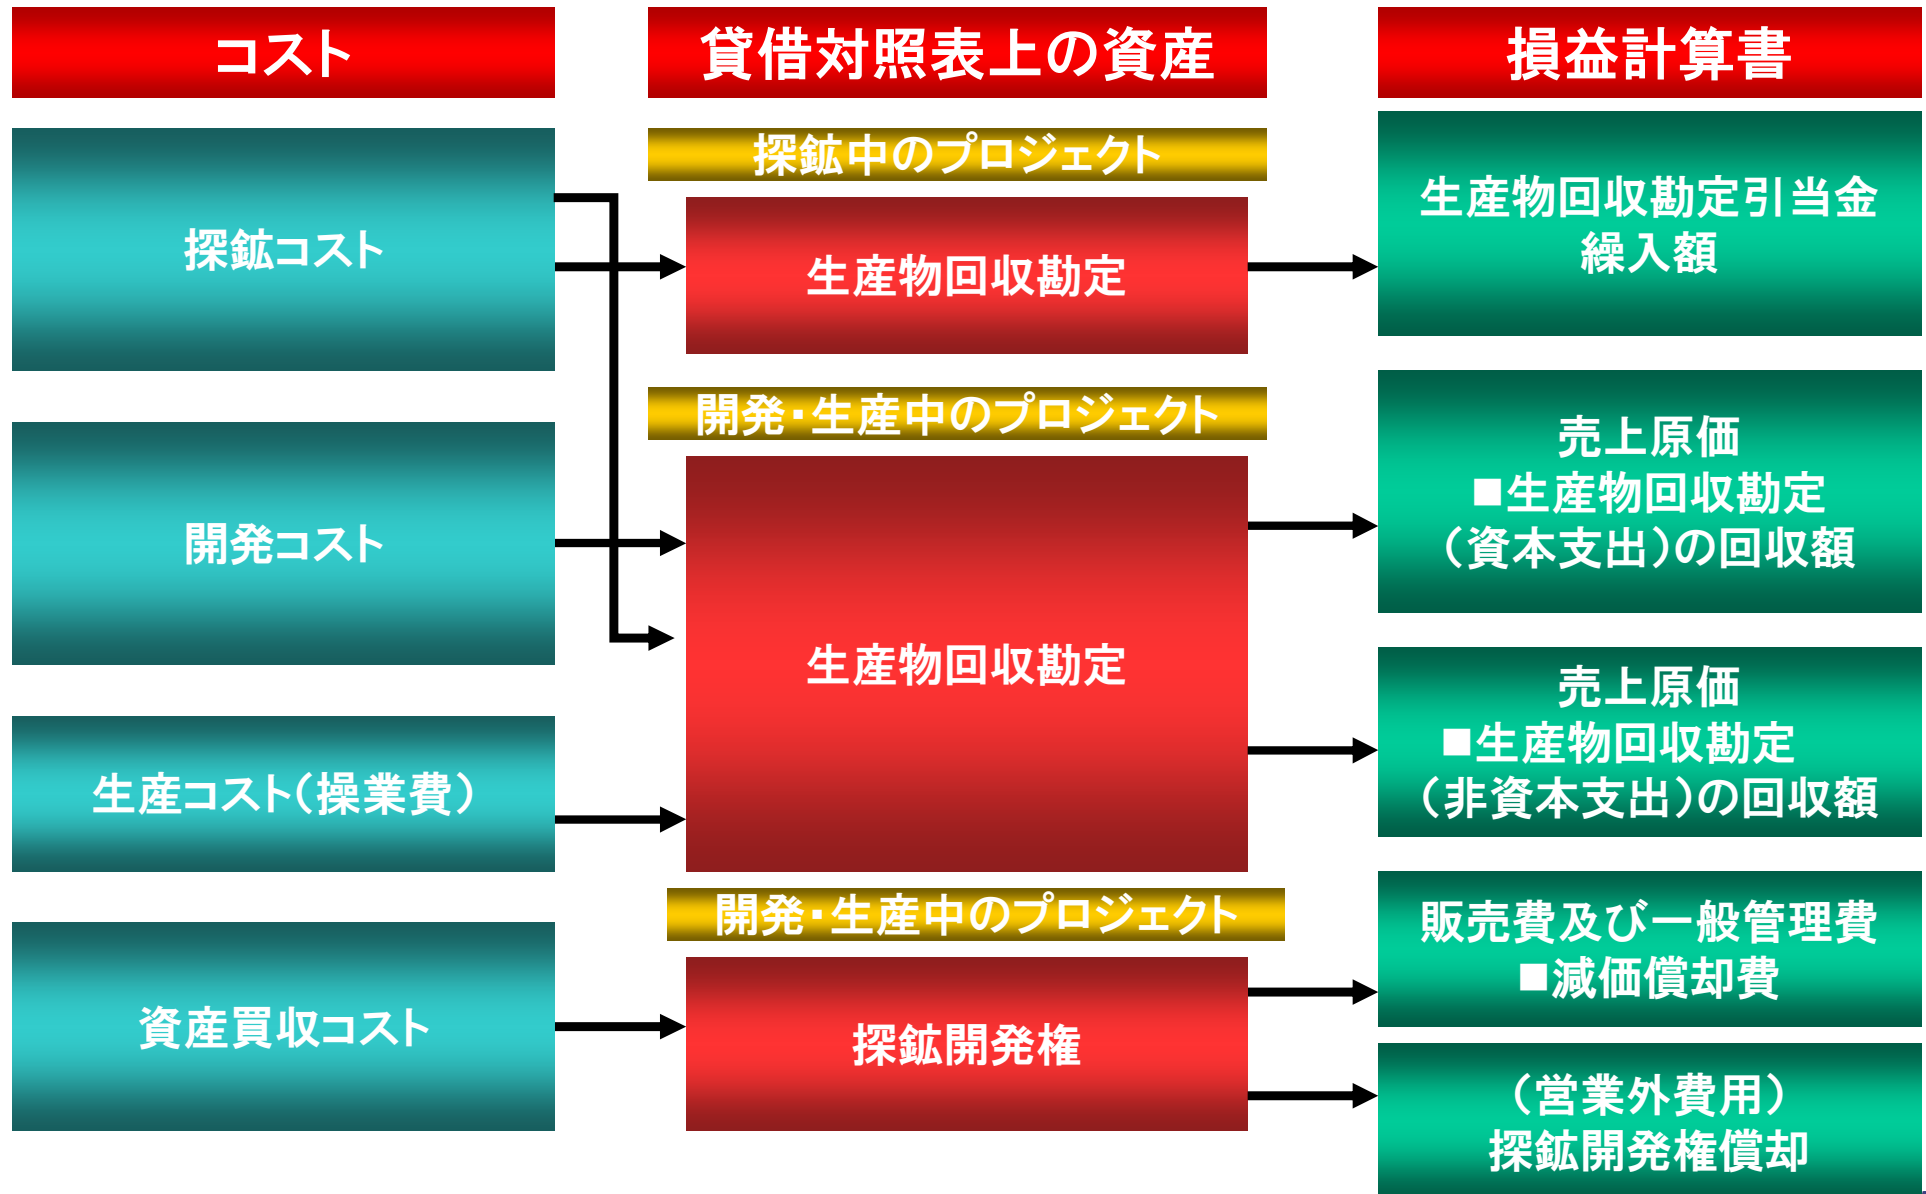 コスト
貸借対照表上の資産
損益計算書
探鉱コスト
開発コスト
生産コスト（操業費）
資産買収コスト
探鉱中のプロジェクト
生産物回収勘定
開発・生産中のプロジェクト
生産物回収勘定
開発・生産中のプロジェクト
探鉱開発権
生産物回収勘定引当金
繰入額
売上原価
■生産物回収勘定
（資本支出）の回収額
売上原価
■生産物回収勘定
（非資本支出）の回収額
販売費及び一般管理費
■減価償却費
（営業外費用）
探鉱開発権償却